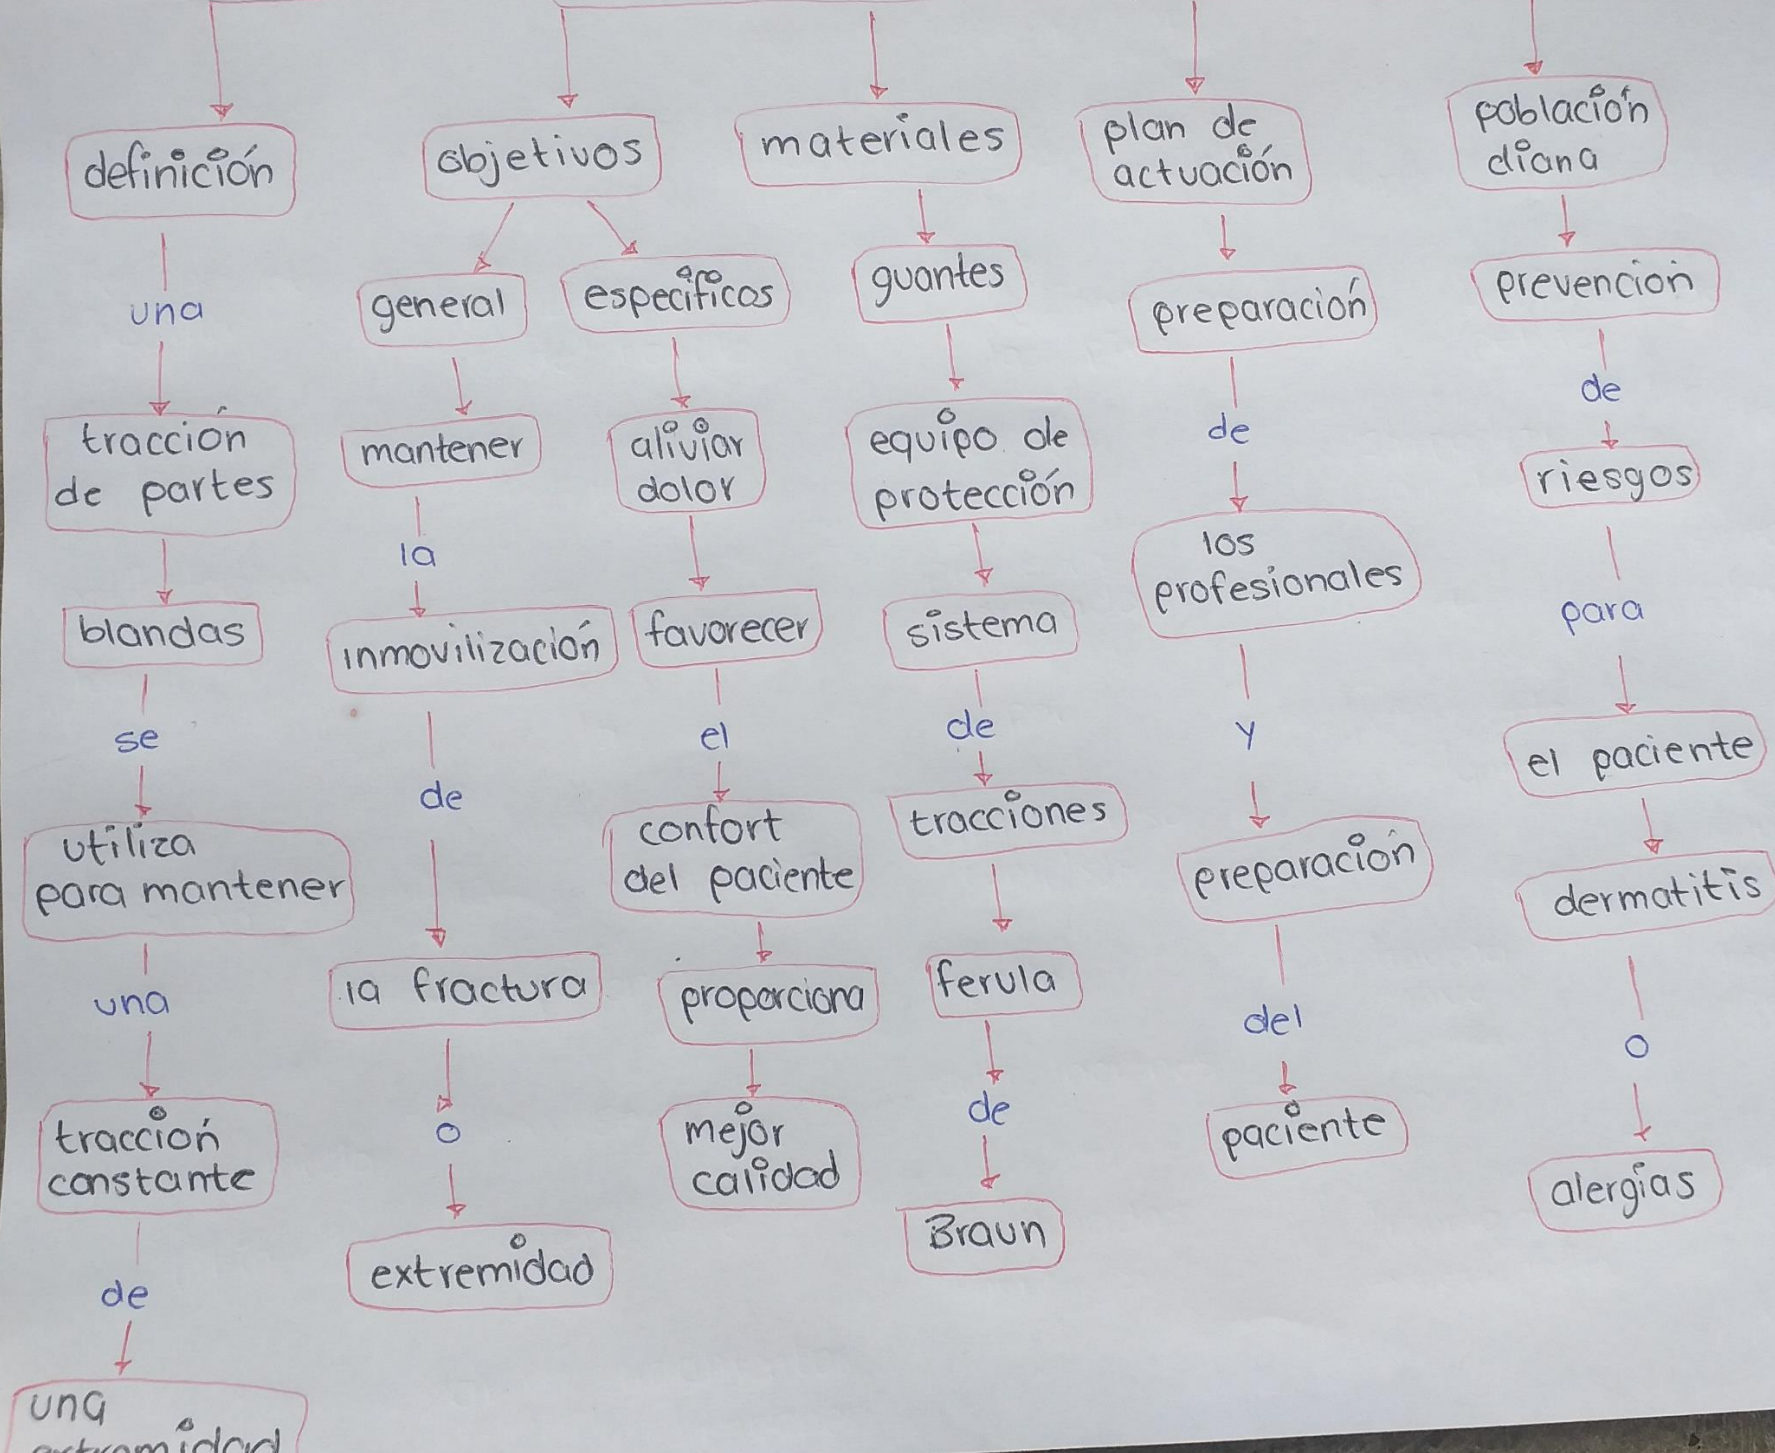 definición
una
tracción
de partes
blandas
se
utiliza
para mantener
una
tracción
constante
de
una
extremidad
objetivos
general
mantener
la
inmovilización
de
la fractura
o
extremidad
especificos
aliviar
dolor
favorecer
el
confort
del paciente
proporciona
mejor
calidad
materiales
guantes
equipo de
protección
sistema
de
tracciones
ferula
de
Braun
plan de
actuación
preparación
de
los
profesionales
y
preparación
del
paciente
población
diana
prevención
de
riesgos
para
el paciente
dermatitis
o
alergias